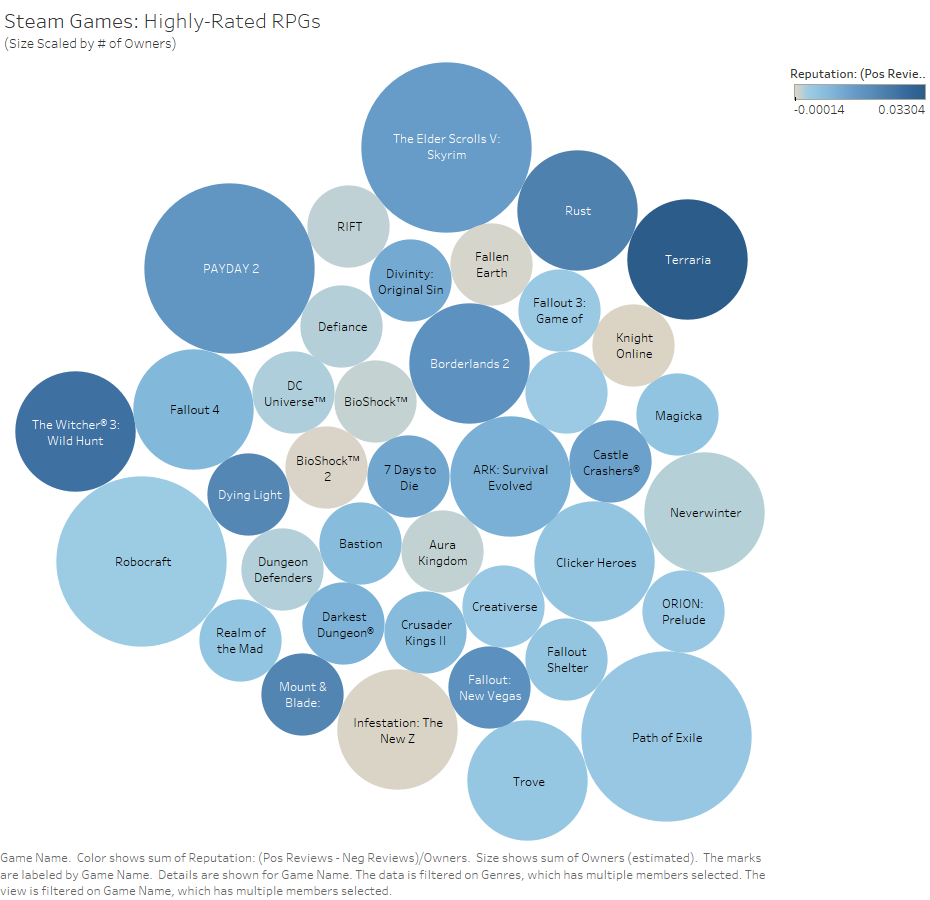 Steam Games: Highly-Rated RPGs
(Size Scaled by # of Owners)
Reputation: (Pos Revie..
-0.00014 0.03304
The Elder Scrolls V:
Skyrim
Rust
RIFT
Terraria
Fallen
Earth
PAYDAY 2
Divinity:
Original Sin
Fallout 3:
Game of
Defiance
Knight
Online
Borderlands 2
DC
Universe™
BioShock™
Fallout 4
Magicka
The Witcher® 3:
Wild Hunt
BioShock™
2
7 Days to
Die
ARK: Survival
Evolved
Castle
Crashers®
Dying Light
Neverwinter
Bastion
Aura
Kingdom
Robocraft
Dungeon
Defenders
Clicker Heroes
Creativerse
ORION:
Prelude
Darkest
Dungeon®
Crusader
Kings II
Realm of
the Mad
Fallout
Shelter
Mount &
Blade:
Fallout:
New Vegas
Infestation: The
New Z
Path of Exile
Trove
Game Name.  Color shows sum of Reputation: (Pos Reviews - Neg Reviews)/Owners.  Size shows sum of Owners (estimated).  The marks
are labeled by Game Name.  Details are shown for Game Name. The data is filtered on Genres, which has multiple members selected. The
view is filtered on Game Name, which has multiple members selected.